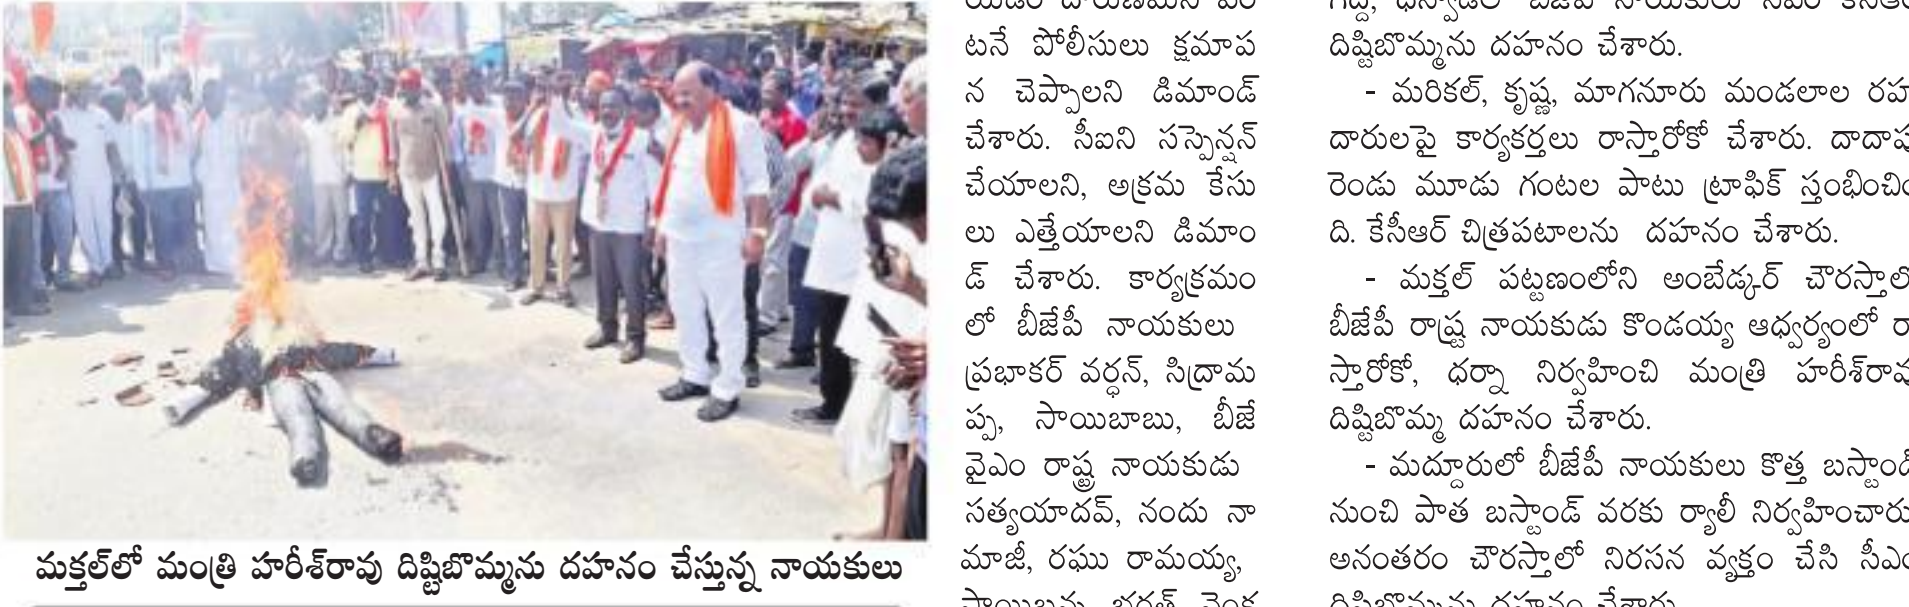 మక్తల్‌లో మంత్రి హరీశ్‌రావు దిష్టిబొమ్మను దహనం చేస్తున్న నాయకులు
టనే పోలీసులు క్షమాప
న చెప్పాలని డిమాండ్
చేశారు. సీఐని సస్పెన్షన్
చేయాలని, అక్రమ కేసు
లు ఎత్తేయాలని డిమాం
డ్ చేశారు. కార్యక్రమం
లో బీజేపీ నాయకులు
ప్రభాకర్ వర్ధన్, సిద్రామ
ప్ప, సాయిబాబు, బీజే
వైఎం రాష్ట్ర నాయకుడు
సత్యయాదవ్, నందు నా
మాజీ, రఘు రామయ్య,
దిష్టిబొమ్మను దహనం చేశారు.
- మరికల్, కృష్ణ, మాగనూరు మండలాల రహ
దారులపై కార్యకర్తలు రాస్తారోకో చేశారు. దాదాపు
రెండు మూడు గంటల పాటు ట్రాఫిక్ స్తంభించిం
ది. కేసీఆర్ చిత్రపటాలను దహనం చేశారు.
- మక్తల్ పట్టణంలోని అంబేడ్కర్ చౌరస్తాలో
బీజేపీ రాష్ట్ర నాయకుడు కొండయ్య ఆధ్వర్యంలో రా
స్తారోకో, ధర్నా నిర్వహించి మంత్రి హరీశ్‌రావు
దిష్టిబొమ్మ దహనం చేశారు.
- మద్దూరులో బీజేపీ నాయకులు కొత్త బస్టాండ్
నుంచి పాత బస్టాండ్ వరకు ర్యాలీ నిర్వహించారు
అనంతరం చౌరస్తాలో నిరసన వ్యక్తం చేసి సీఎం
దిష్టిబొమ్మను దహనం చేశారు.